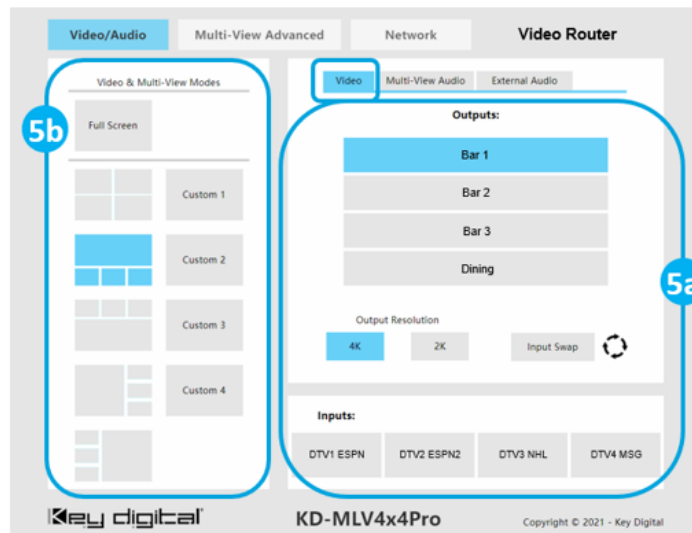 Video/Audio
Multi-View Advanced
Network
Video Router
Video & Multi-View Modes
5b
Full Screen
Custom 1
Custom 2
Custom 3
Custom 4
Video
Multi-View Audio
External Audio
Outputs:
Bar 1
Bar 2
Bar 3
Dining
5a
Output Resolution
4K
2K
Input Swap
Inputs:
DTV1 ESPN
DTV2 ESPN2
DTV3 NHL
DTV4 MSG
Key digital
KD-MLV4x4Pro
Copyright © 2021 - Key Digital